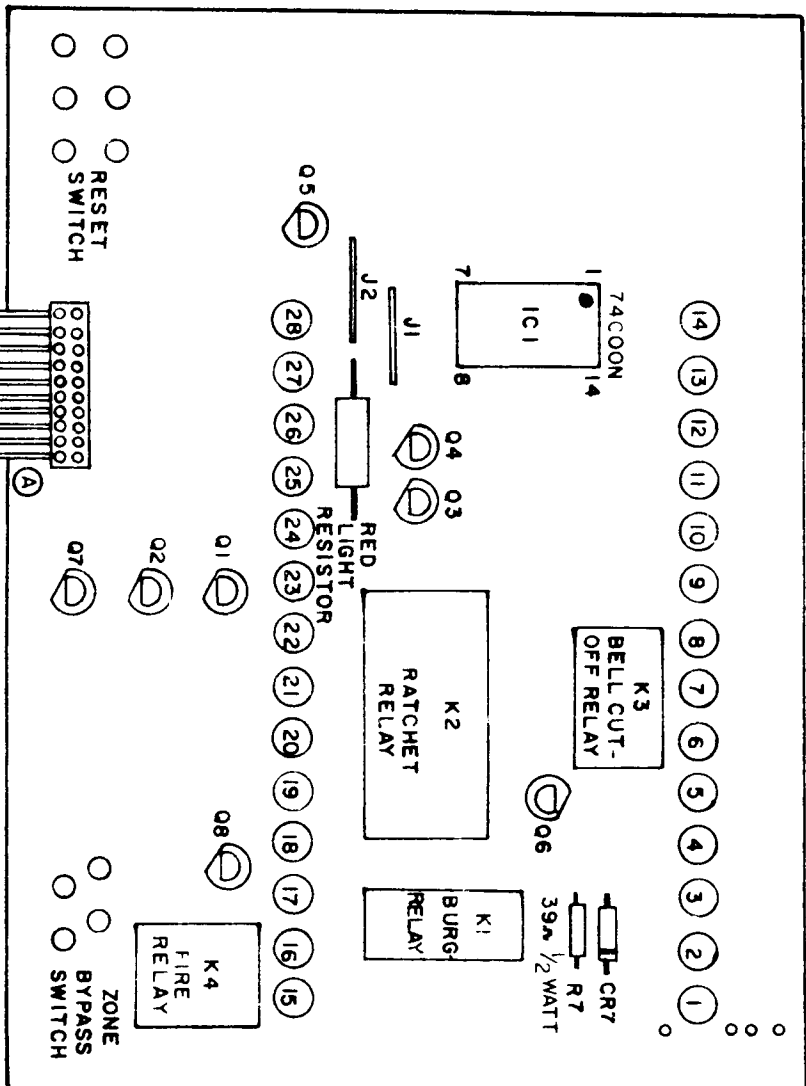 14 13 12 11 10 9 8 7 6 5 4 3 2 1
74C00N
1 14
IC1
7 8
K3
BELL CUT-
OFF RELAY
CR7
R7
39Ω 1/2 WATT
Q6
J1
J2
Q4 Q3
K2
RATCHET
RELAY
K1
BURG-
RELAY
RED
LIGHT
RESISTOR
Q5
28 27 26 25 24 23 22 21 20 19 18 17 16 15
Q1
Q2
Q7
Q8
K4
FIRE
RELAY
RESET
SWITCH
A
ZONE
BYPASS
SWITCH